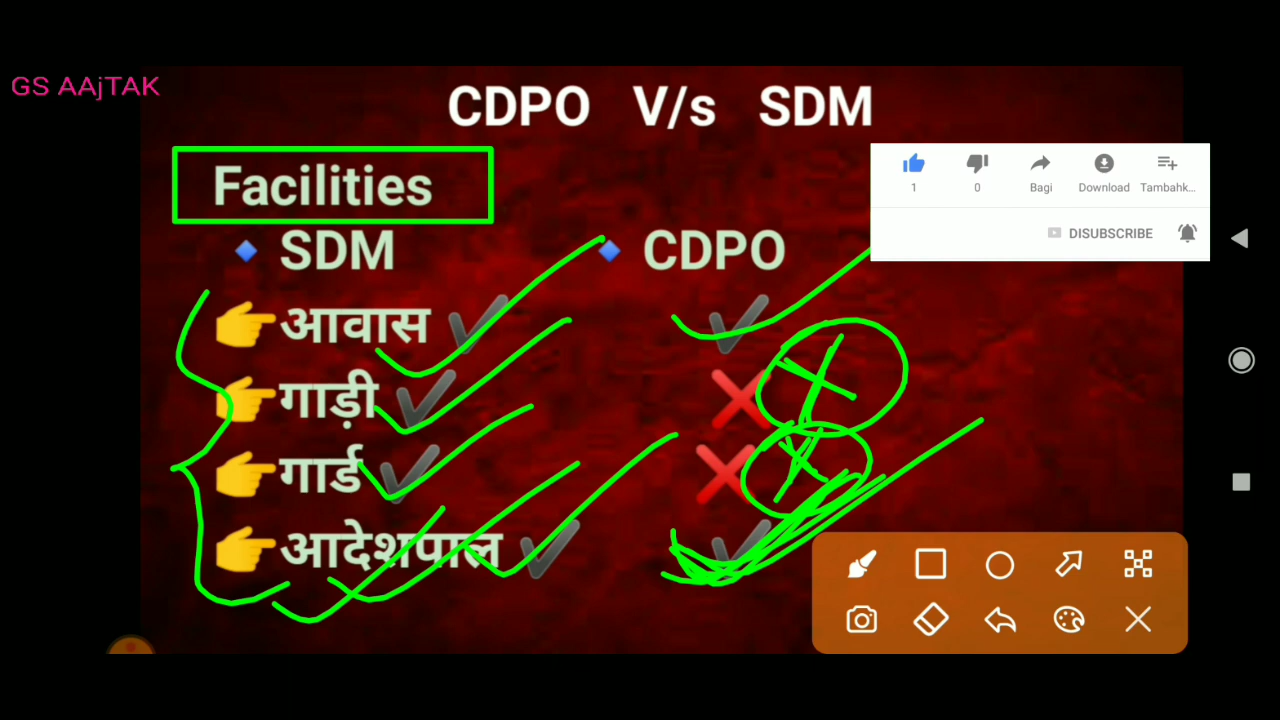 GS AAjTAK
CDPO V/s SDM
Facilities
SDM
CDPO
आवास
गाड़ी
गार्ड
आदेशपाल
1
0
Bagi
Download
Tambahk...
DISUBSCRIBE